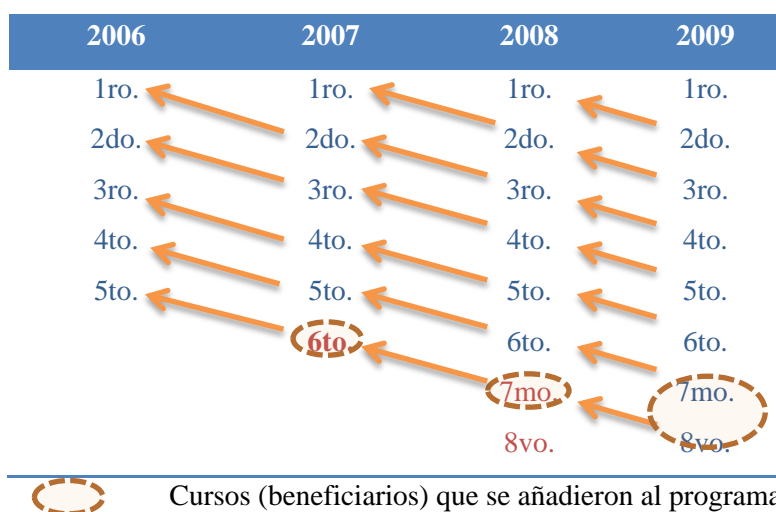 2006 2007 2008 2009
1ro. 1ro. 1ro. 1ro.
2do. 2do. 2do. 2do.
3ro. 3ro. 3ro. 3ro.
4to. 4to. 4to. 4to.
5to. 5to. 5to. 5to.
6to. 6to. 6to.
7mo. 7mo.
8vo. 8vo.
Cursos (beneficiarios) que se añadieron al programa